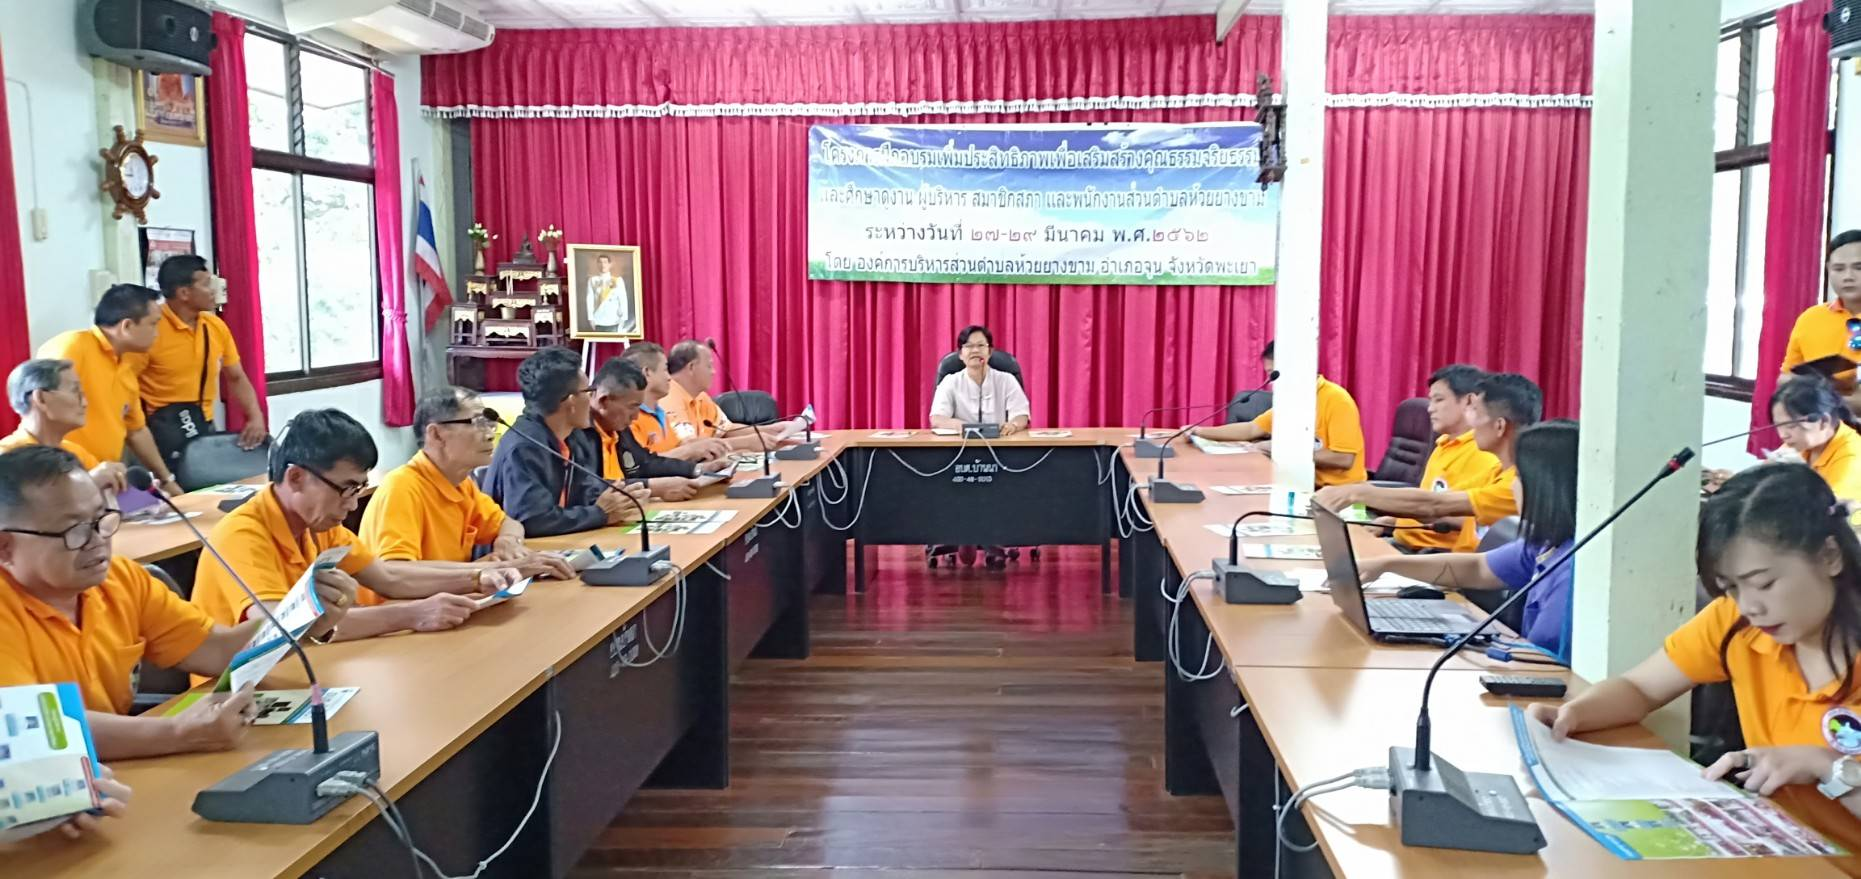 โครงการฝึกอบรมเพิ่มประสิทธิภาพเพื่อเสริมสร้างคุณธรรมจริยธรรม
และศึกษาดูงาน ผู้บริหาร สมาชิกสภา และพนักงานส่วนตำบลห้วยยางขาม
ระหว่างวันที่ ๒๗-๒๙ มีนาคม พ.ศ.๒๕๖๒
โดย องค์การบริหารส่วนตำบลห้วยยางขาม อำเภอจุน จังหวัดพะเยา
อบต.บ้านนา
adidas